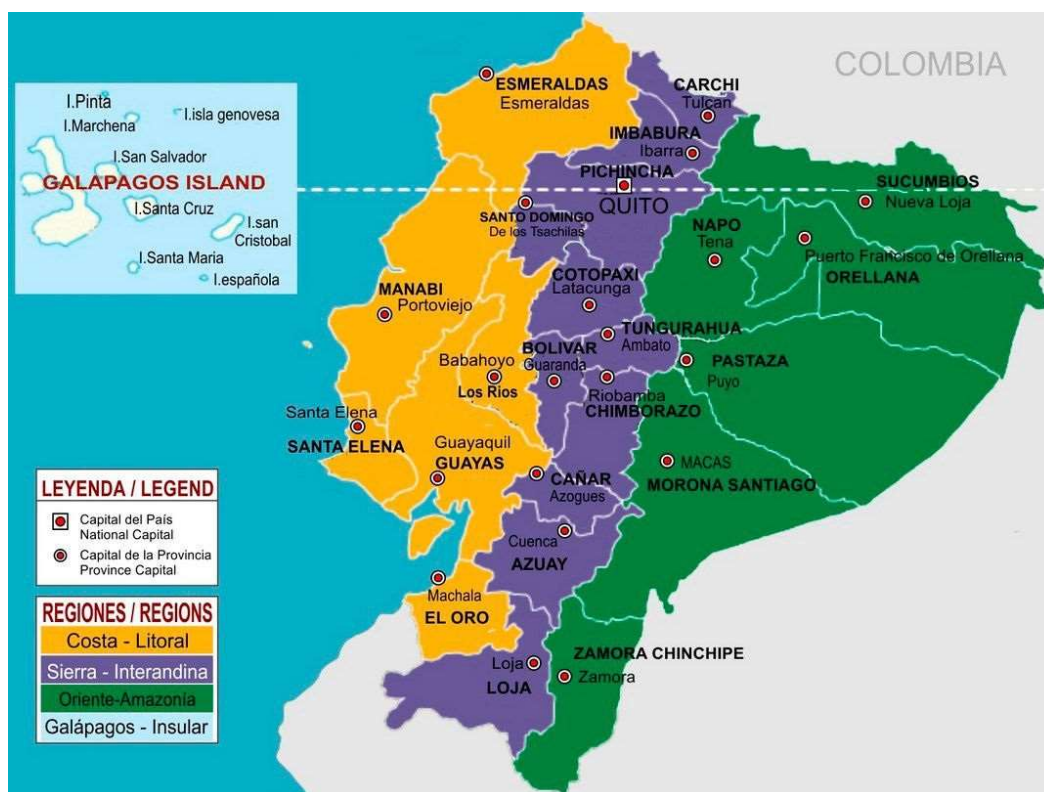 COLOMBIA
I.Pinta
I.Marchena
I.isla genovesa
I.San Salvador
GALAPAGOS ISLAND
I.Santa Cruz
I.san
Cristobal
I.Santa Maria
I.española
ESMERALDAS
Esmeraldas
CARCHI
Tulcan
IMBABURA
Ibarra
PICHINCHA
QUITO
SANTO DOMINGO
De los Tsachilas
SUCUMBIOS
Nueva Loja
NAPO
Tena
Puerto Francisco de Orellana
ORELLANA
COTOPAXI
Latacunga
MANABI
Portoviejo
TUNGURAHUA
Ambato
BOLIVAR
Guaranda
Babahoyo
Los Rios
PASTAZA
Puyo
Riobamba
CHIMBORAZO
Santa Elena
SANTA ELENA
Guayaquil
GUAYAS
CAÑAR
Azogues
MACAS
MORONA SANTIAGO
Cuenca
AZUAY
Machala
EL ORO
ZAMORA CHINCHIPE
Zamora
Loja
LOJA
LEYENDA / LEGEND
Capital del País
National Capital
Capital de la Provincia
Province Capital
REGIONES / REGIONS
Costa - Litoral
Sierra - Interandina
Oriente-Amazonía
Galápagos - Insular